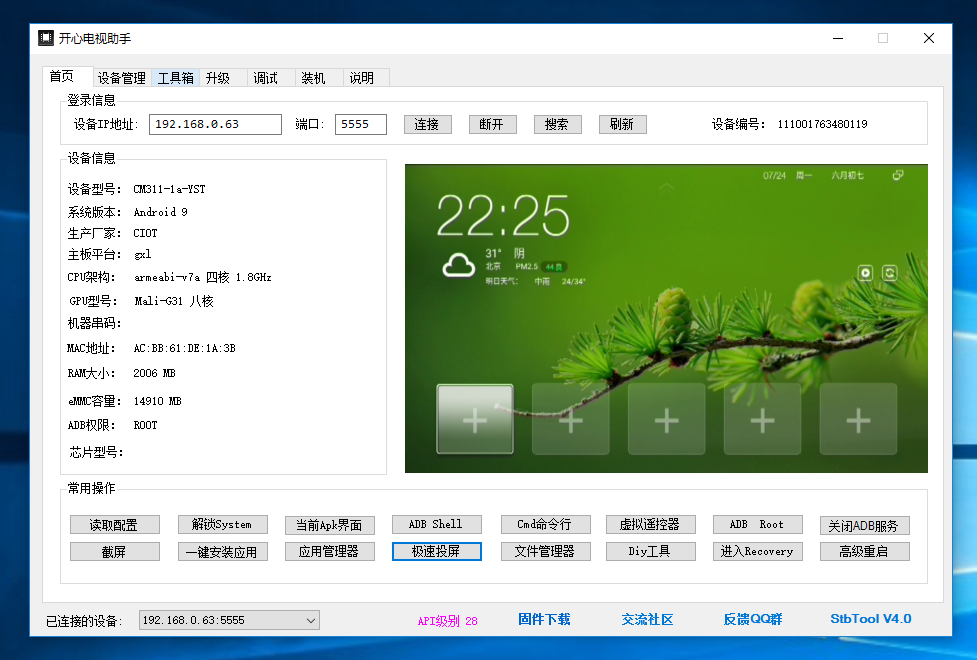 开心电视助手
首页 设备管理 工具箱 升级 调试 装机 说明
登录信息
设备IP地址: 192.168.0.63 端口: 5555 连接 断开 搜索 刷新 设备编号: 111001763480119
设备信息
设备型号: CM311-1a-YST
系统版本: Android 9
生产厂家: CIOT
主板平台: gxl
CPU架构: armeabi-v7a 四核 1.8GHz
GPU型号: Mali-G31 八核
机器串码:
MAC地址: AC:BB:61:DE:1A:3B
RAM大小: 2006 MB
eMMC容量: 14910 MB
ADB权限: ROOT
芯片型号:
07/24 周一 六月初七
22:25
31° 阴
北京 PM2.5 44 良
明日天气: 中雨 24/34°
常用操作
读取配置 解锁System 当前Apk界面 ADB Shell Cmd命令行 虚拟遥控器 ADB Root 关闭ADB服务
截屏 一键安装应用 应用管理器 极速投屏 文件管理器 Diy工具 进入Recovery 高级重启
已连接的设备: 192.168.0.63:5555 API级别 28 固件下载 交流社区 反馈QQ群 StbTool V4.0